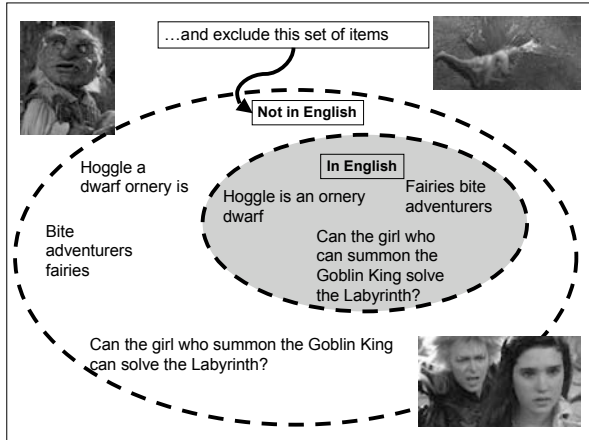 …and exclude this set of items
Not in English
In English
Hoggle a
dwarf ornery is
Hoggle is an ornery
dwarf
Fairies bite
adventurers
Bite
adventurers
fairies
Can the girl who
can summon the
Goblin King solve
the Labyrinth?
Can the girl who summon the Goblin King
can solve the Labyrinth?